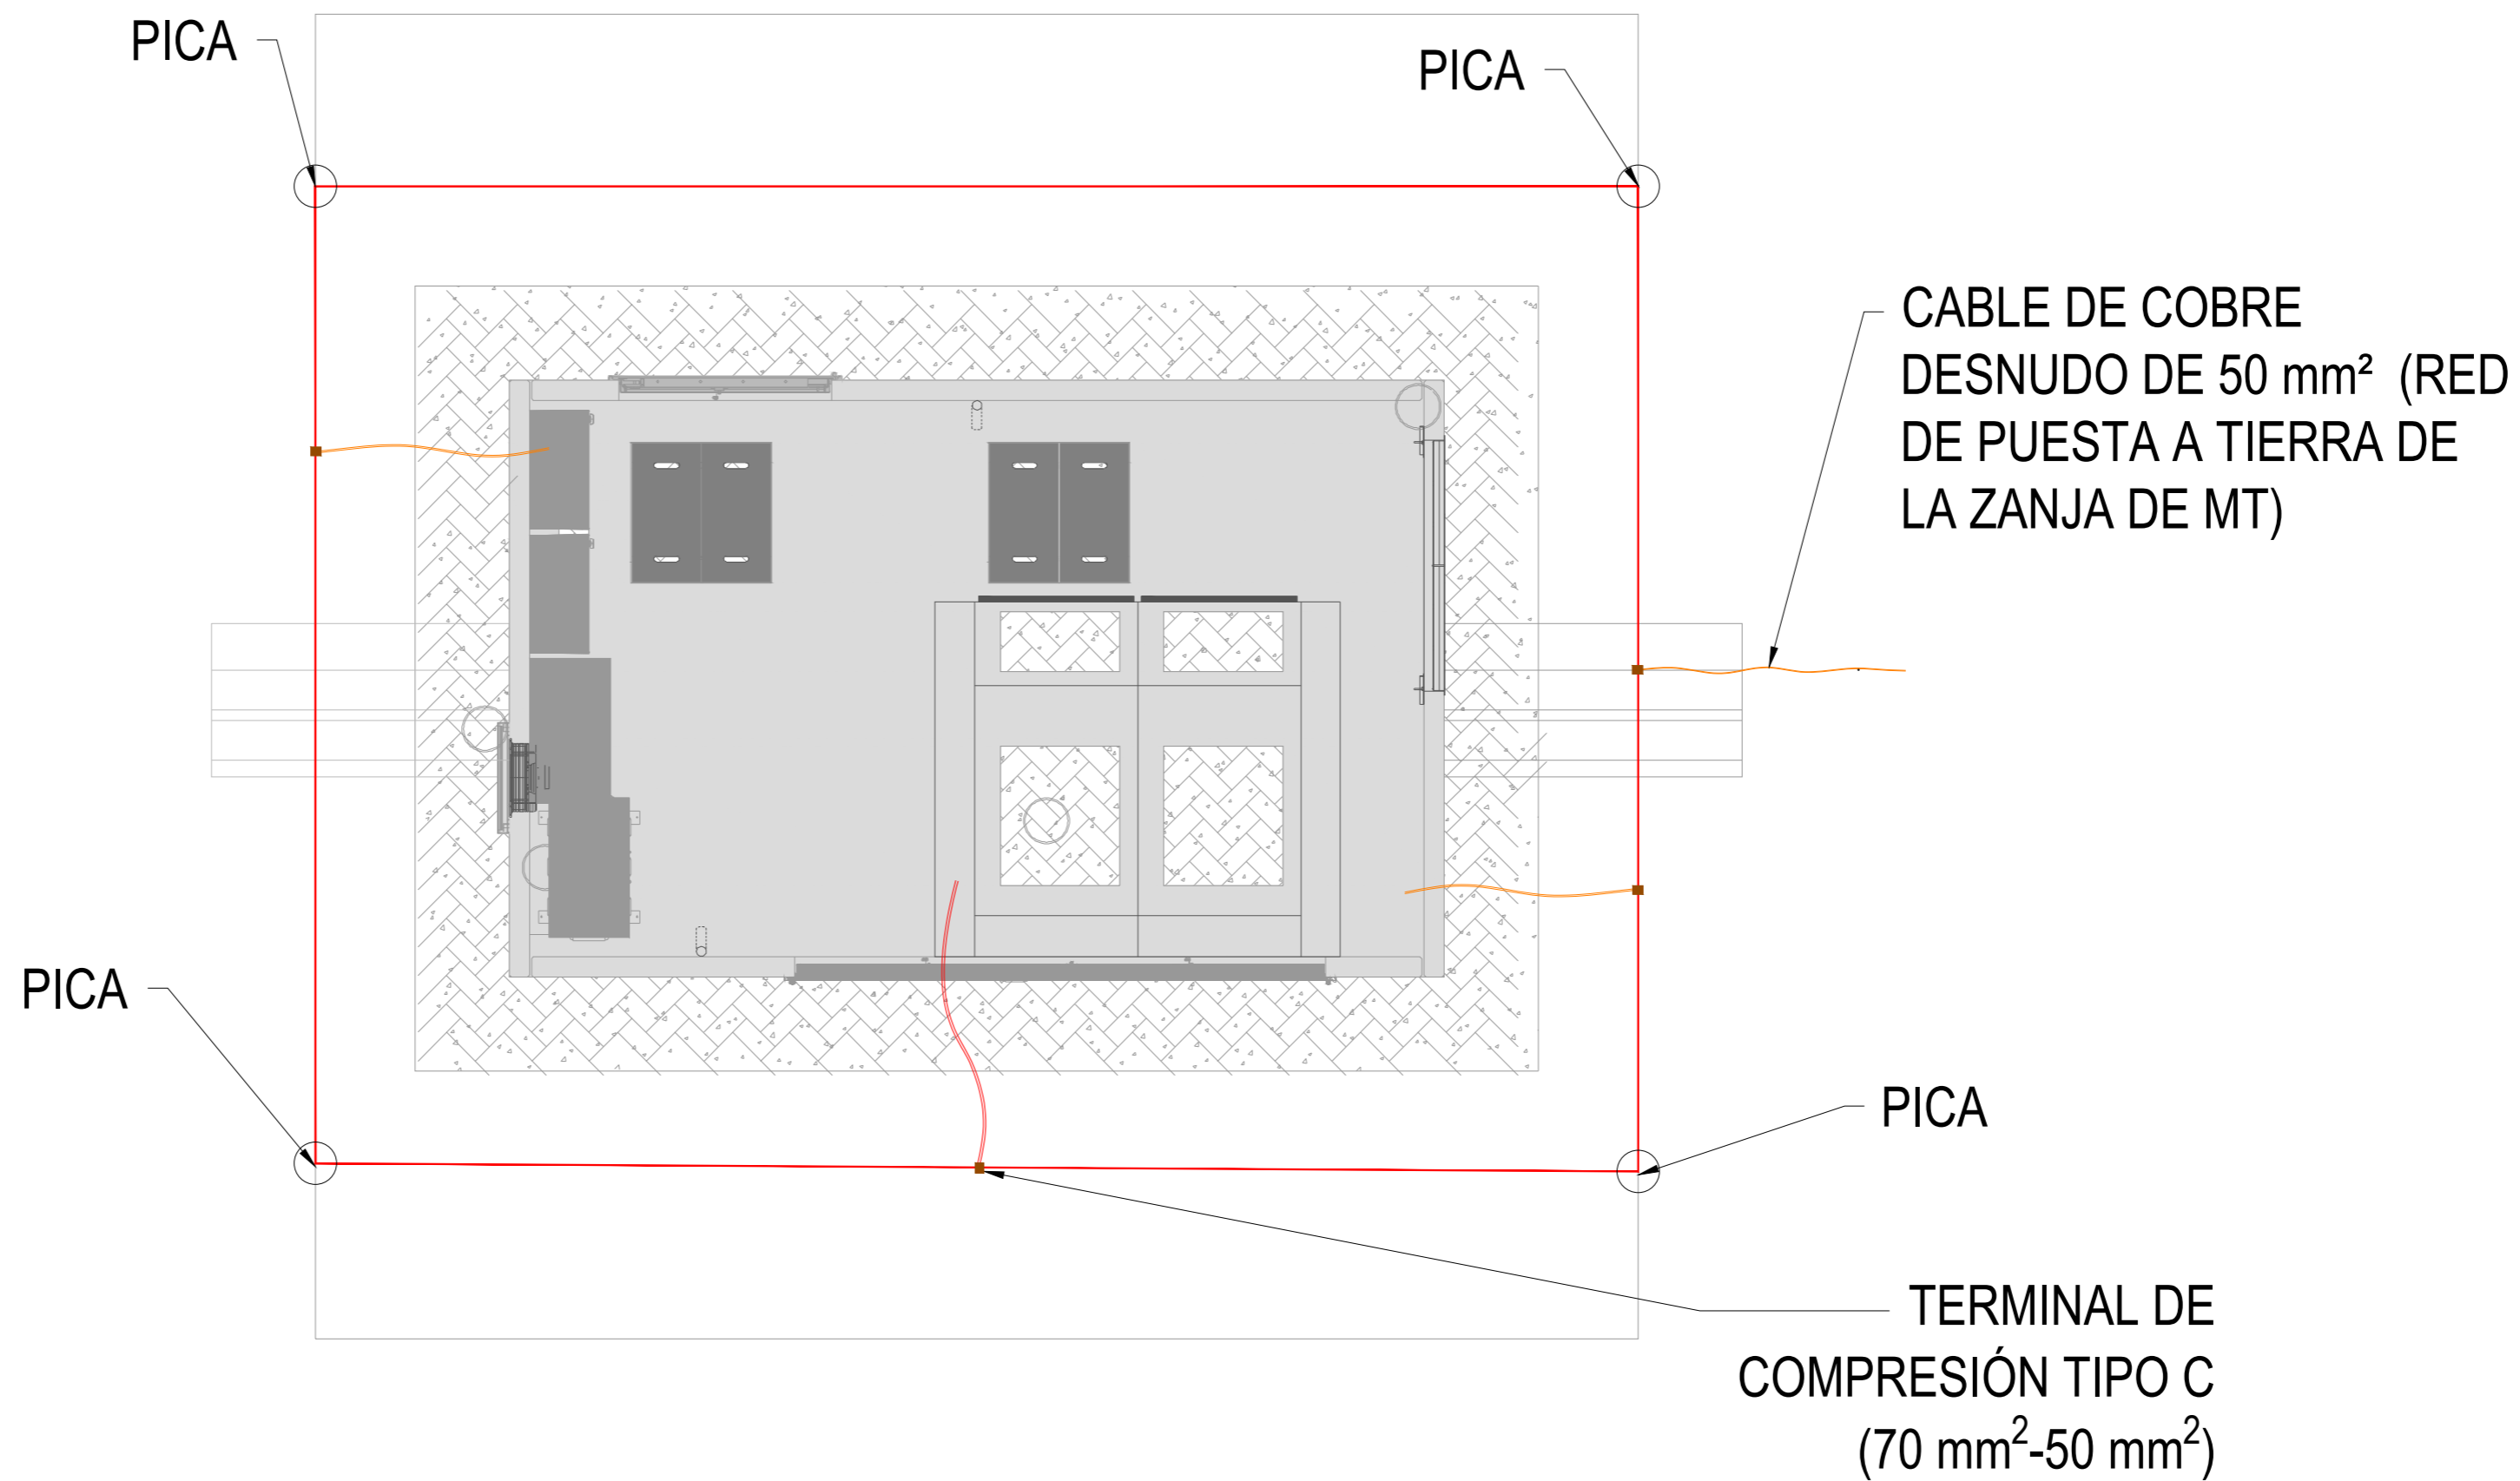 PICA
PICA
CABLE DE COBRE
DESNUDO DE 50 mm² (RED
DE PUESTA A TIERRA DE
LA ZANJA DE MT)
PICA
PICA
TERMINAL DE
COMPRESIÓN TIPO C
(70 mm²-50 mm²)